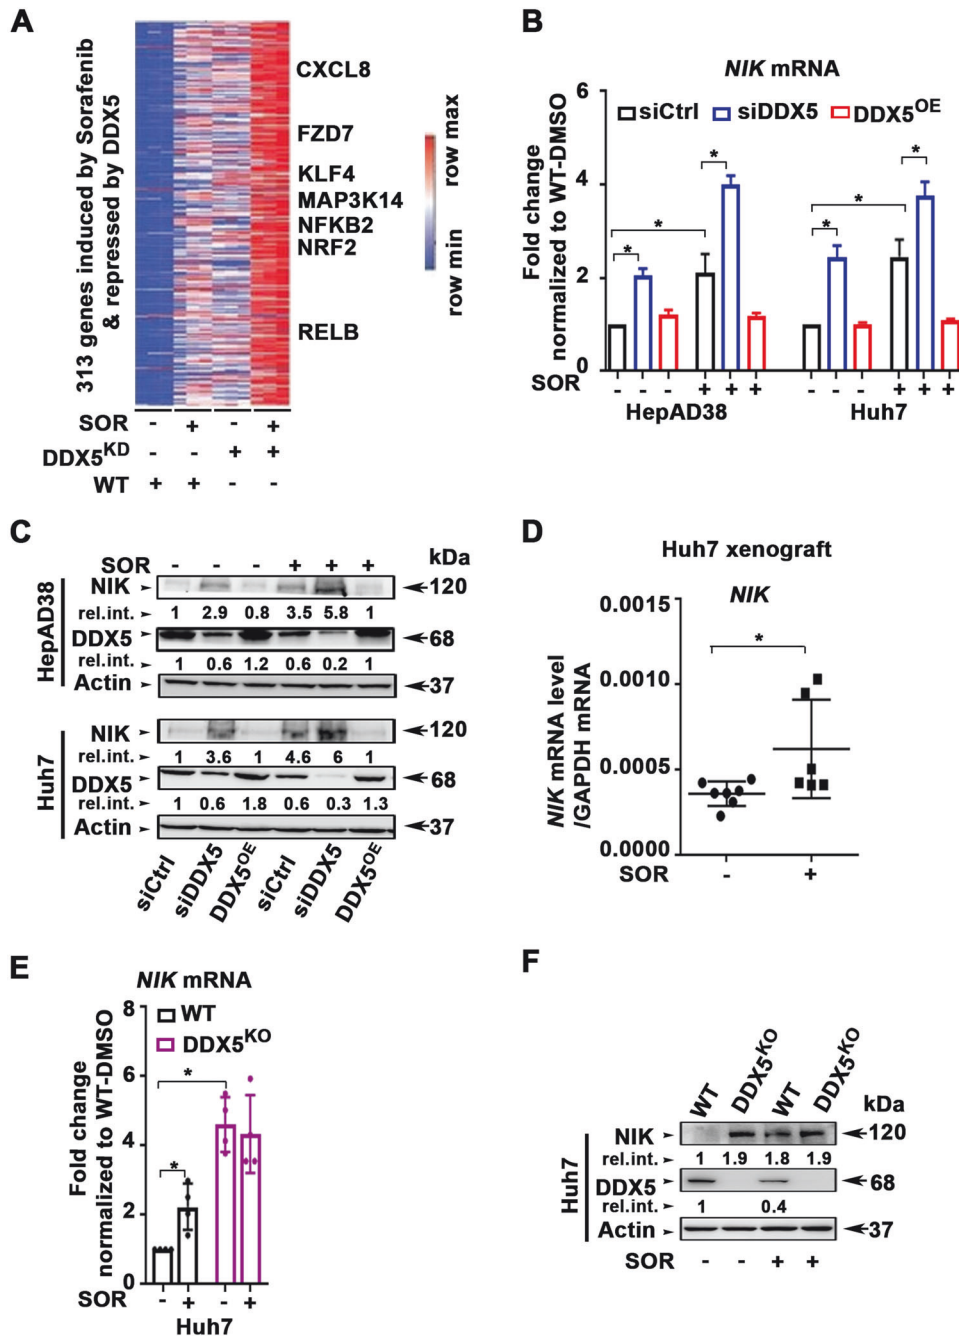 A
313 genes induced by Sorafenib
& repressed by DDX5
CXCL8
FZD7
KLF4
MAP3K14
NFKB2
NRF2
RELB
row max
row min
SOR - + - +
DDX5KD - - + +
WT + + - -
B
NIK mRNA
siCtrl siDDX5 DDX5OE
Fold change
normalized to WT-DMSO
6
4
2
0
* * * * * *
SOR - - - + + + - - - + + +
HepAD38 Huh7
C
SOR - - - + + + kDa
HepAD38
NIK 120
rel.int. 1 2.9 0.8 3.5 5.8 1
DDX5 68
rel.int. 1 0.6 1.2 0.6 0.2 1
Actin 37
Huh7
NIK 120
rel.int. 1 3.6 1 4.6 6 1
DDX5 68
rel.int. 1 0.6 1.8 0.6 0.3 1.3
Actin 37
siCtrl siDDX5 DDX5OE siCtrl siDDX5 DDX5OE
D
Huh7 xenograft
NIK
NIK mRNA level
/GAPDH mRNA
0.0015
0.0010
0.0005
0.0000
*
SOR - +
E
NIK mRNA
WT
DDX5KO
Fold change
normalized to WT-DMSO
8
6
4
2
0
*
*
SOR - + - +
Huh7
F
WT DDX5KO WT DDX5KO
kDa
Huh7
NIK 120
rel.int. 1 1.9 1.8 1.9
DDX5 68
rel.int. 1 0.4
Actin 37
SOR - - + +